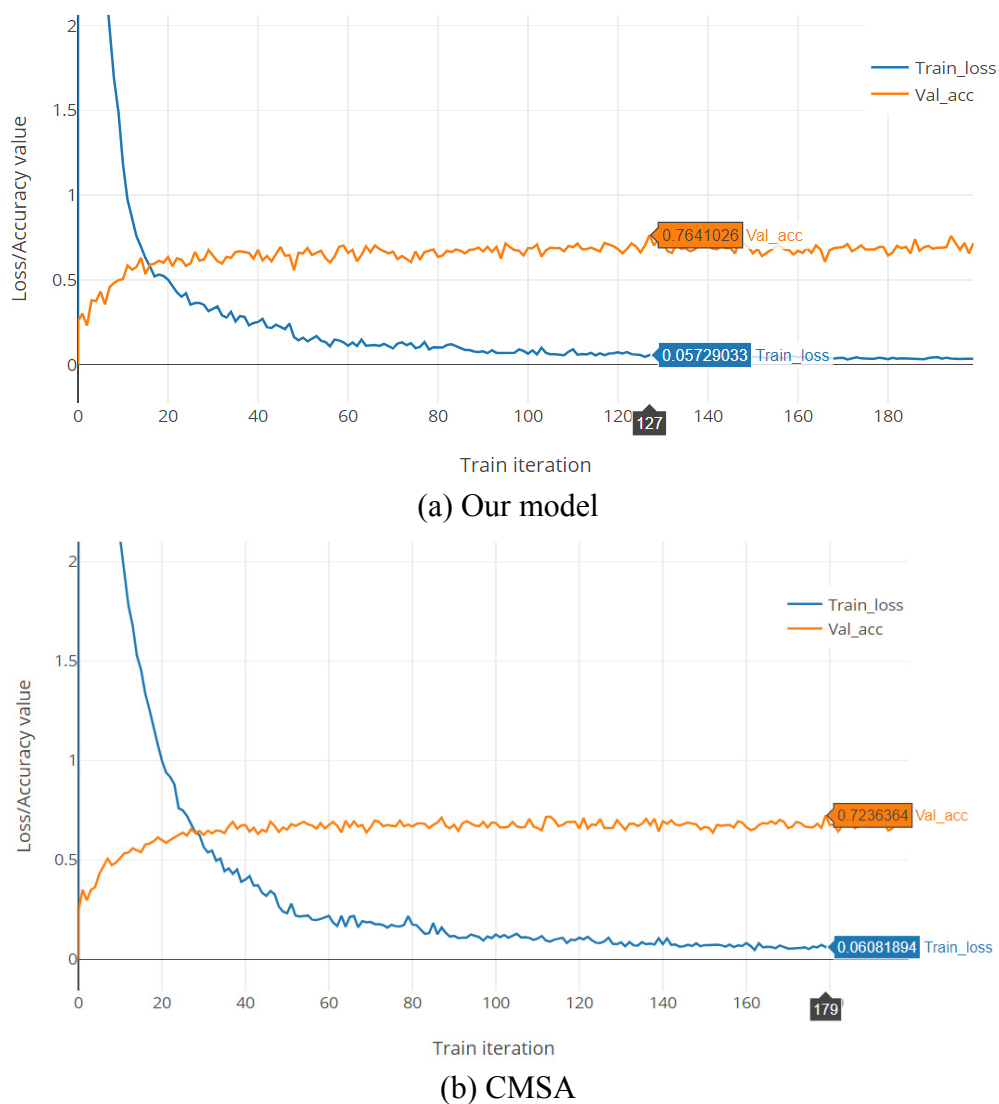 2
1.5
1
0.5
0
Loss/Accuracy value
Train_loss
Val_acc
0.7641026 Val_acc
0.05729033 Train_loss
0 20 40 60 80 100 120 140 160 180
127
Train iteration
(a) Our model
2
1.5
1
0.5
0
Loss/Accuracy value
Train_loss
Val_acc
0.7236364 Val_acc
0.06081894 Train_loss
0 20 40 60 80 100 120 140 160
179
Train iteration
(b) CMSA